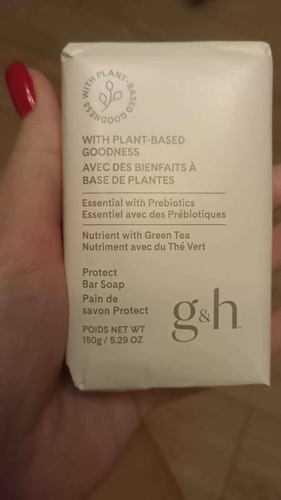 WITH PLANT-BASED GOODNESS
WITH PLANT-BASED
GOODNESS
AVEC DES BIENFAITS À
BASE DE PLANTES
Essential with Prebiotics
Essentiel avec des Prébiotiques
Nutrient with Green Tea
Nutriment avec du Thé Vert
Protect
Bar Soap
Pain de
savon Protect
POIDS NET WT
150g / 5.29 OZ
g&h™